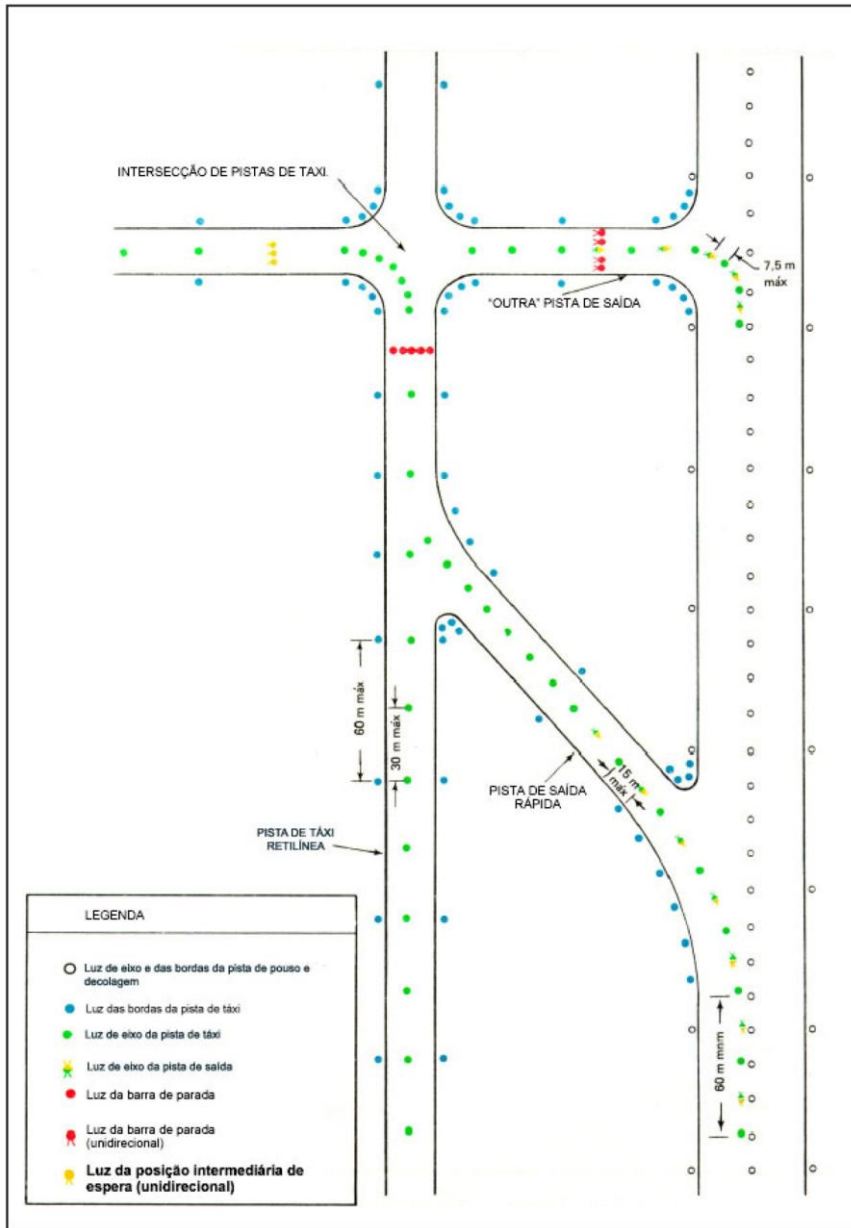 INTERSECÇÃO DE PISTAS DE TAXI.
7,5 m
máx
"OUTRA" PISTA DE SAÍDA
60 m máx
30 m máx
15 m
máx
PISTA DE SAÍDA
RÁPIDA
PISTA DE TÁXI
RETILÍNEA
60 m mnm
LEGENDA
Luz de eixo e das bordas da pista de pouso e
decolagem
Luz das bordas da pista de táxi
Luz de eixo da pista de táxi
Luz de eixo da pista de saída
Luz da barra de parada
Luz da barra de parada
(unidirecional)
Luz da posição intermediária de
espera (unidirecional)